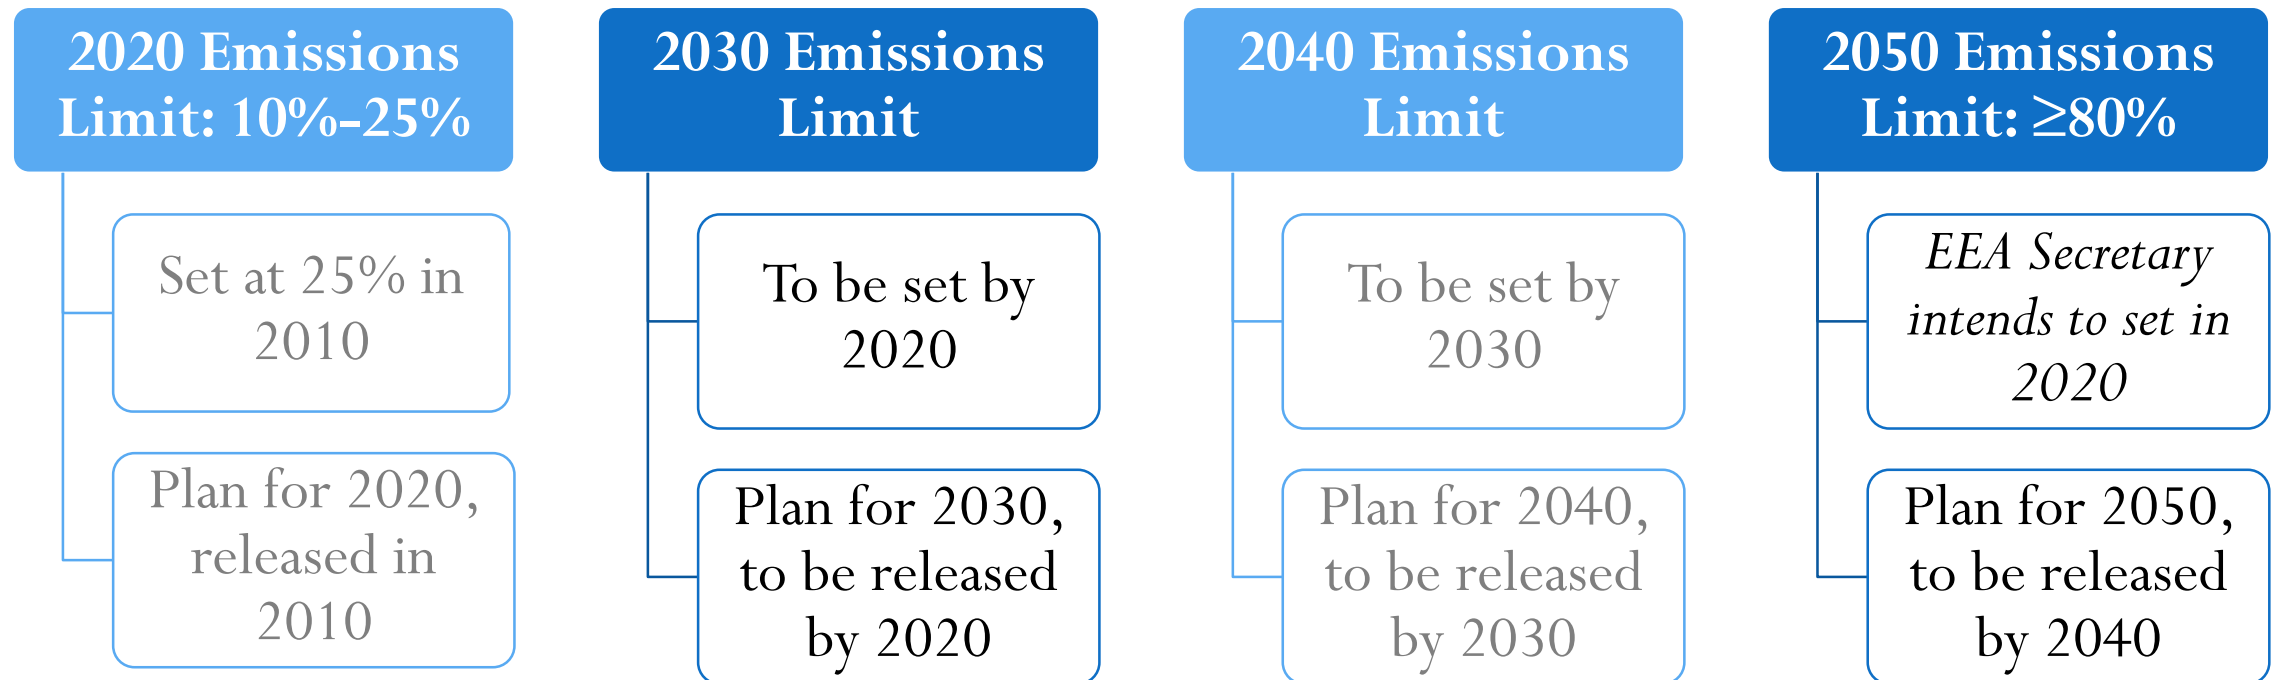 2020 Emissions
Limit: 10%-25%
Set at 25% in
2010
Plan for 2020,
released in
2010
2030 Emissions
Limit
To be set by
2020
Plan for 2030,
to be released
by 2020
2040 Emissions
Limit
To be set by
2030
Plan for 2040,
to be released
by 2030
2050 Emissions
Limit: ≥80%
EEA Secretary
intends to set in
2020
Plan for 2050,
to be released
by 2040